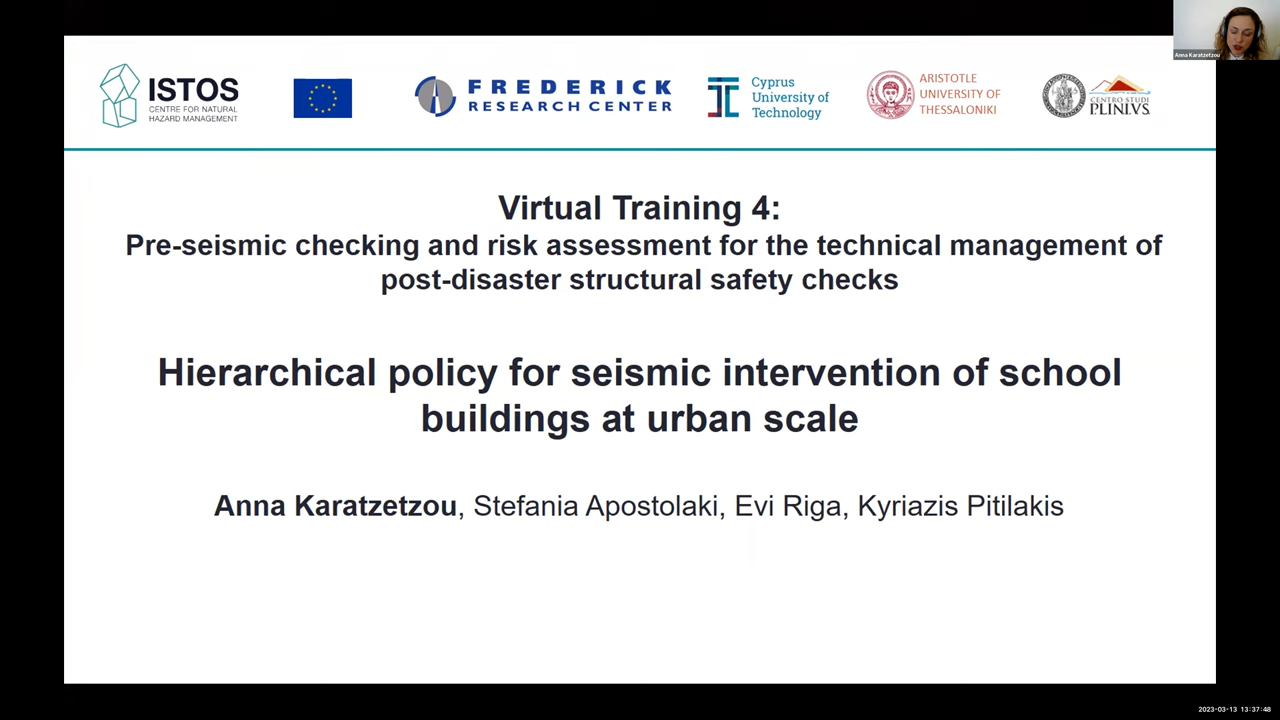 Anna Karatzetzou
ISTOS
CENTRE FOR NATURAL
HAZARD MANAGEMENT
FREDERICK
RESEARCH CENTER
Cyprus
University of
Technology
ARISTOTLE
UNIVERSITY OF
THESSALONIKI
CENTRO STUDI
PLINIVS
Virtual Training 4:
Pre-seismic checking and risk assessment for the technical management of
post-disaster structural safety checks
Hierarchical policy for seismic intervention of school
buildings at urban scale
Anna Karatzetzou, Stefania Apostolaki, Evi Riga, Kyriazis Pitilakis
2023-03-13 13:37:48